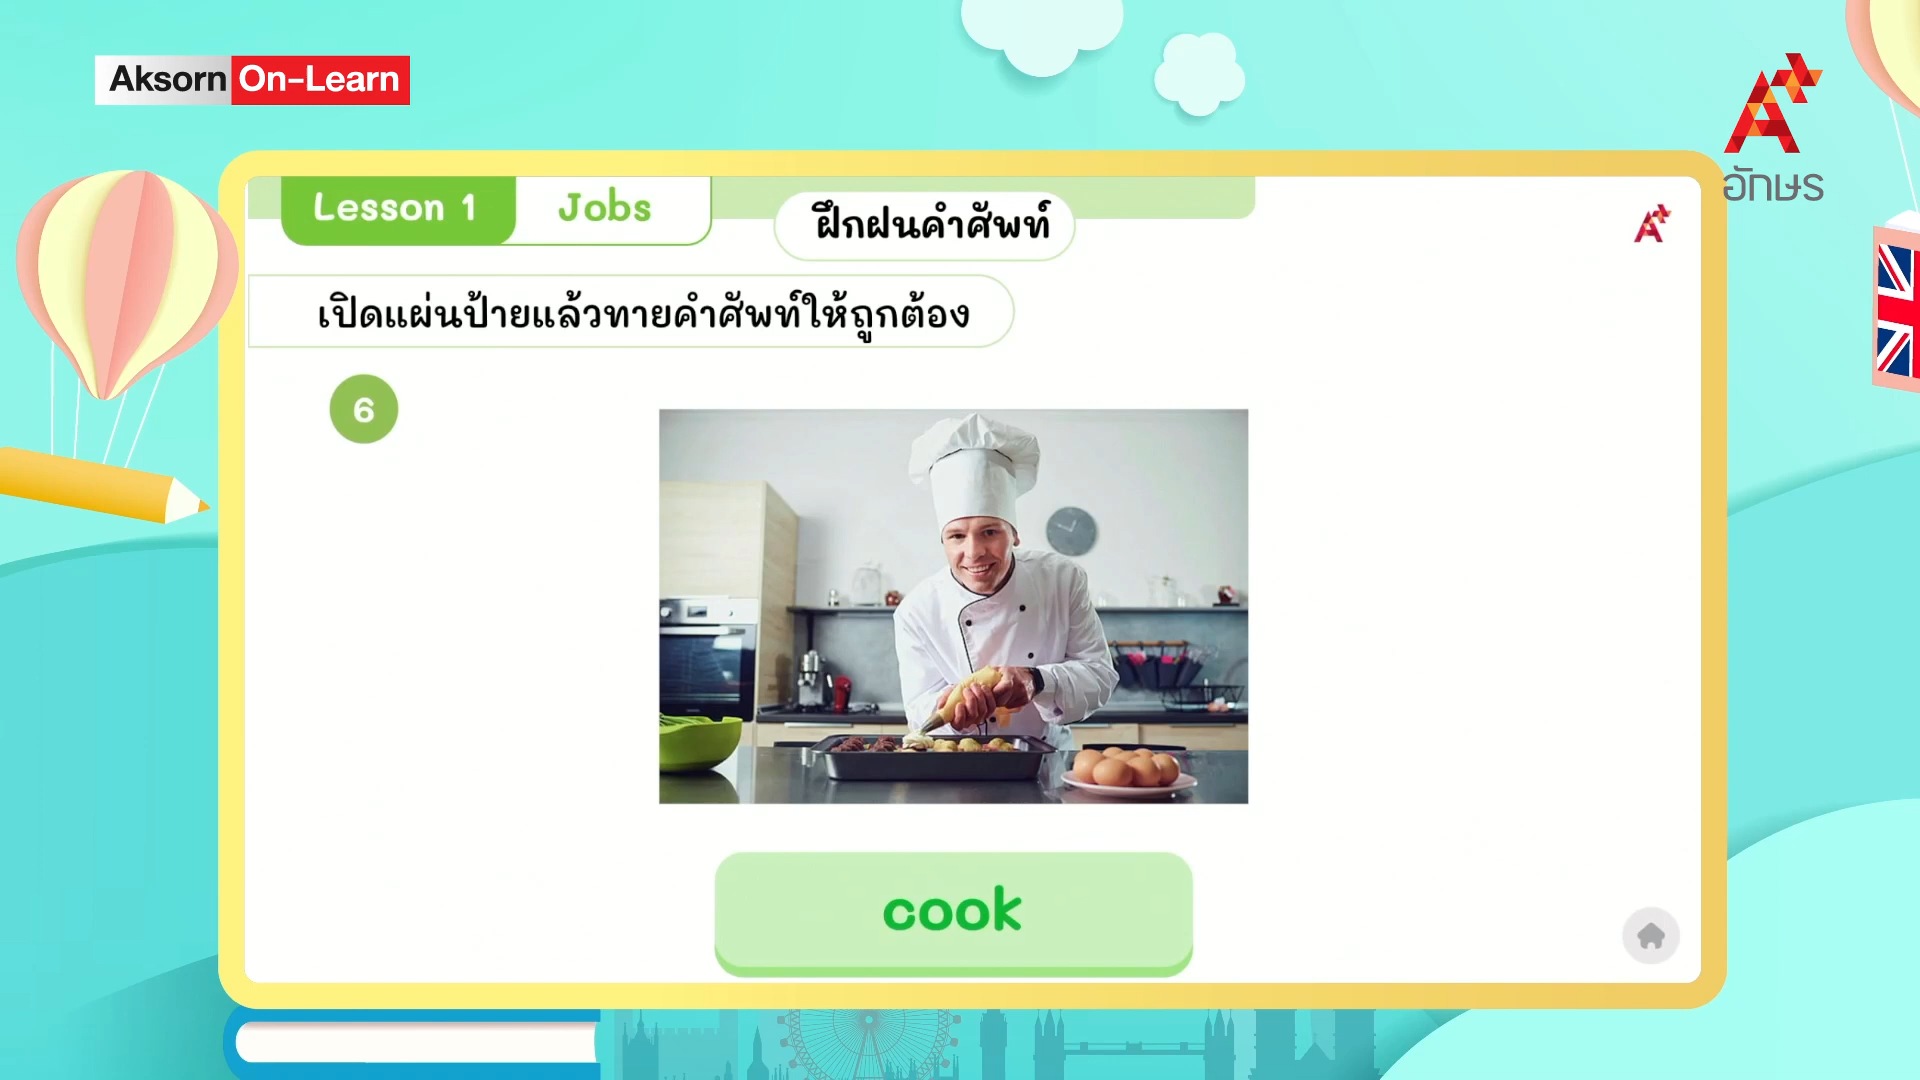 Aksorn On-Learn
อักษร
Lesson 1 Jobs
ฝึกฝนคำศัพท์
เปิดแผ่นป้ายแล้วทายคำศัพท์ให้ถูกต้อง
6
cook